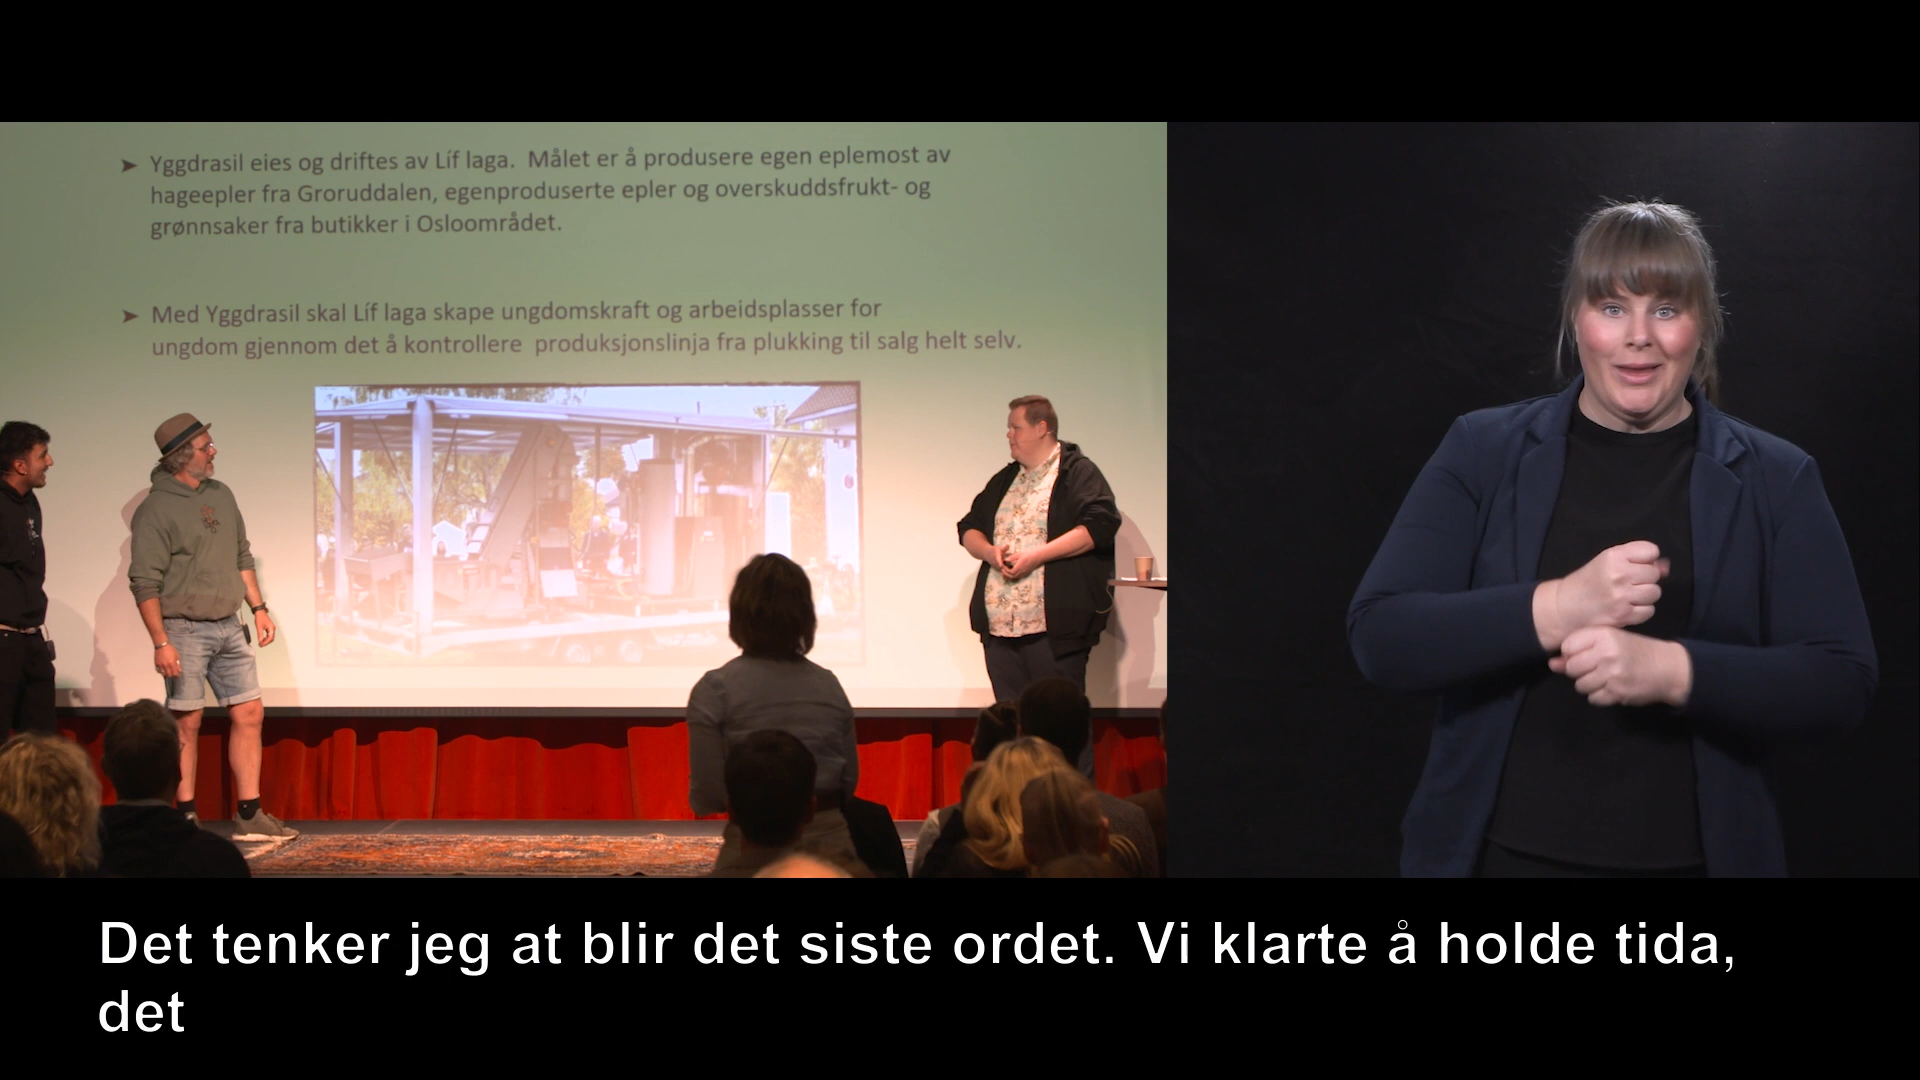 ➤ Yggdrasil eies og driftes av Líf laga.  Målet er å produsere egen eplemost av
hageepler fra Groruddalen, egenproduserte epler og overskuddsfrukt- og
grønnsaker fra butikker i Osloområdet.
➤ Med Yggdrasil skal Líf laga skape ungdomskraft og arbeidsplasser for
ungdom gjennom det å kontrollere  produksjonslinja fra plukking til salg helt selv.
Det tenker jeg at blir det siste ordet. Vi klarte å holde tida,
det